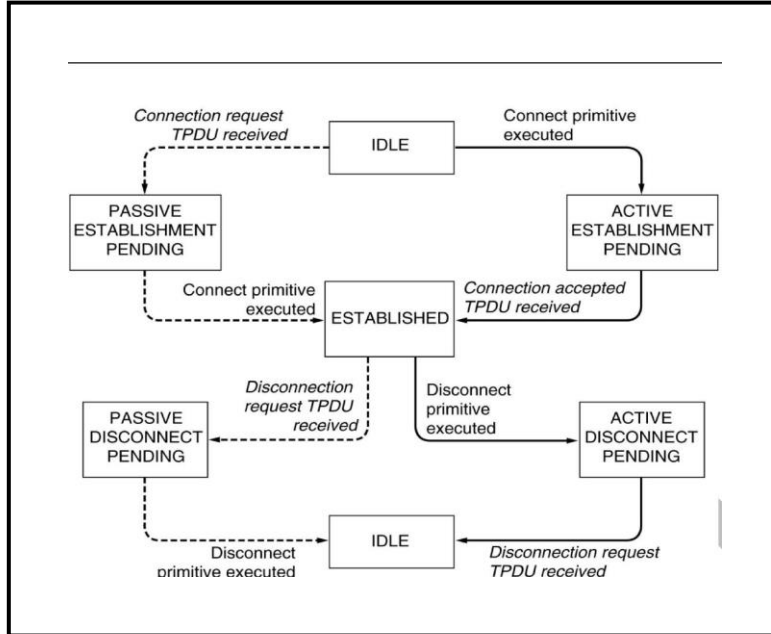 Connection request
TPDU received
IDLE
Connect primitive
executed
PASSIVE
ESTABLISHMENT
PENDING
ACTIVE
ESTABLISHMENT
PENDING
Connect primitive
executed
ESTABLISHED
Connection accepted
TPDU received
Disconnection
request TPDU
received
Disconnect
primitive
executed
PASSIVE
DISCONNECT
PENDING
ACTIVE
DISCONNECT
PENDING
IDLE
Disconnect
primitive executed
Disconnection request
TPDU received